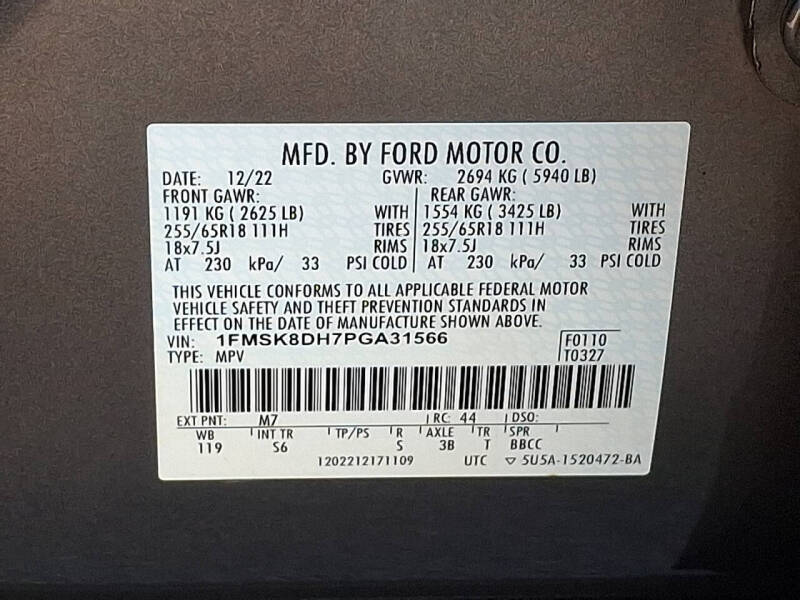 MFD. BY FORD MOTOR CO.
DATE: 12/22 GVWR: 2694 KG ( 5940 LB)
FRONT GAWR: REAR GAWR:
1191 KG ( 2625 LB) WITH 1554 KG ( 3425 LB) WITH
255/65R18 111H TIRES 255/65R18 111H TIRES
18x7.5J RIMS 18x7.5J RIMS
AT 230 kPa/ 33 PSI COLD AT 230 kPa/ 33 PSI COLD
THIS VEHICLE CONFORMS TO ALL APPLICABLE FEDERAL MOTOR
VEHICLE SAFETY AND THEFT PREVENTION STANDARDS IN
EFFECT ON THE DATE OF MANUFACTURE SHOWN ABOVE.
VIN: 1FMSK8DH7PGA31566 F0110
TYPE: MPV T0327
EXT PNT: M7 RC: 44 DSO:
WB INT TR TP/PS R AXLE TR SPR
119 S6 S 3B T BBCC
1202212171109 UTC ▽ 5U5A-1520472-BA